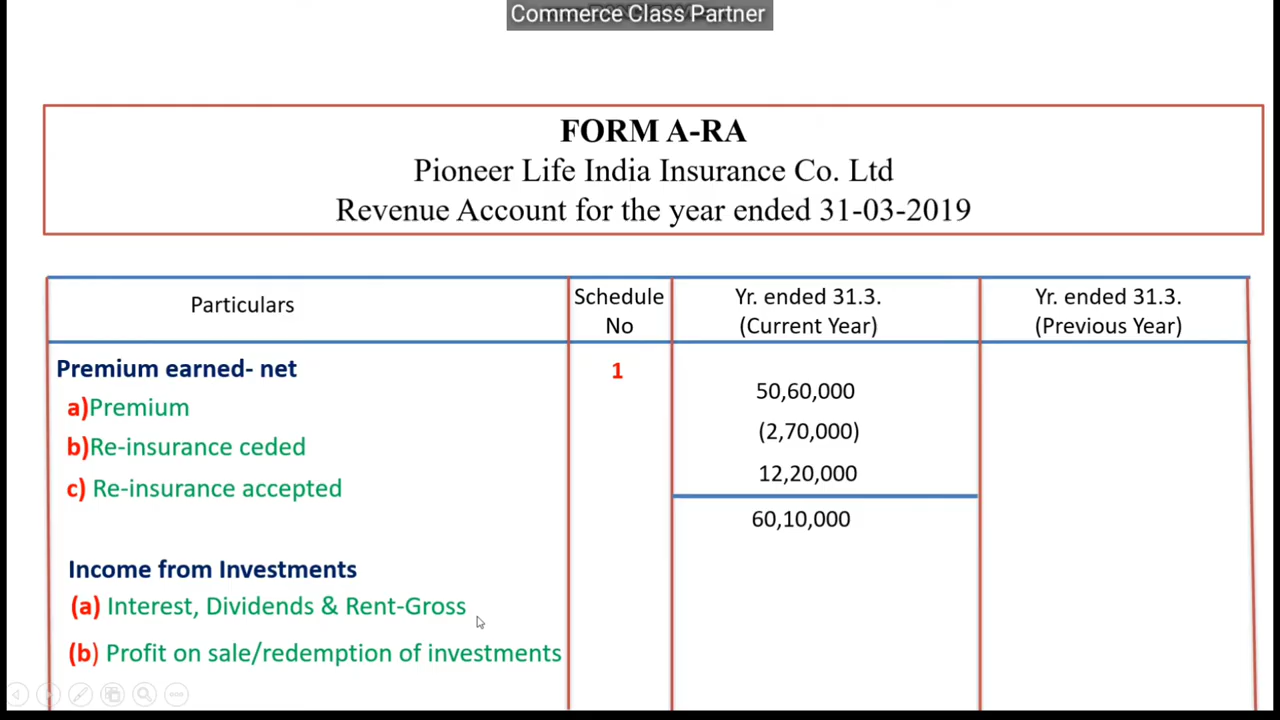 Commerce Class Partner
FORM A-RA
Pioneer Life India Insurance Co. Ltd
Revenue Account for the year ended 31-03-2019
Particulars
Schedule No
Yr. ended 31.3.
(Current Year)
Yr. ended 31.3.
(Previous Year)
Premium earned- net 1
a)Premium 50,60,000
b)Re-insurance ceded (2,70,000)
c) Re-insurance accepted 12,20,000
60,10,000
Income from Investments
(a) Interest, Dividends & Rent-Gross
(b) Profit on sale/redemption of investments